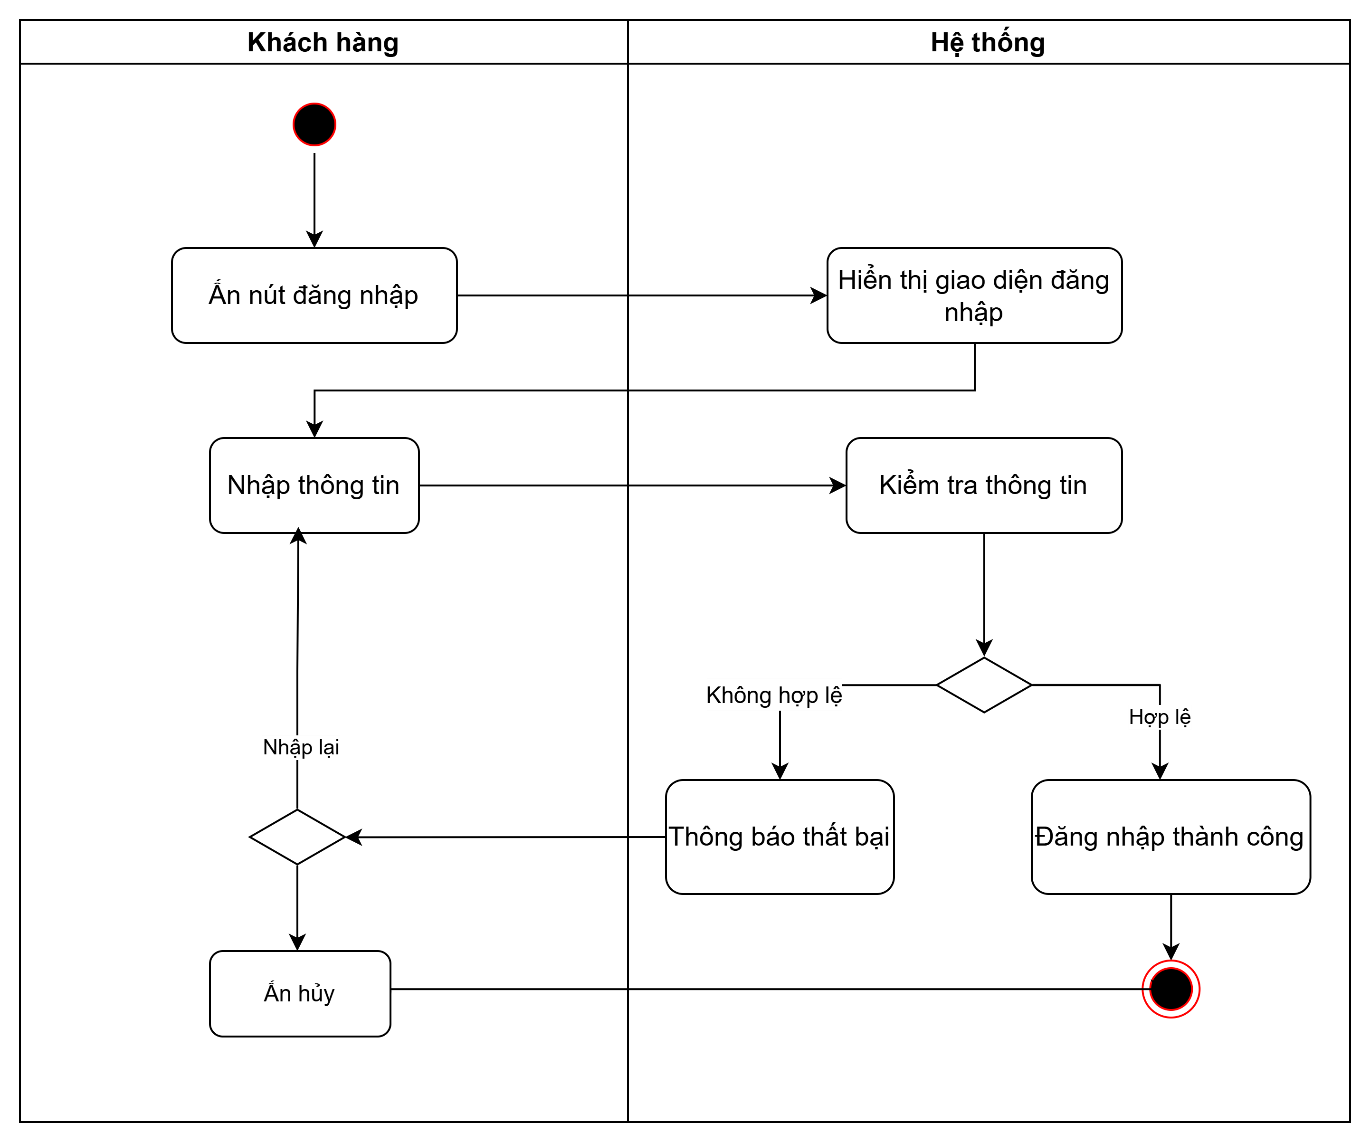 Khách hàng
Hệ thống
Ấn nút đăng nhập
Hiển thị giao diện đăng
nhập
Nhập thông tin
Kiểm tra thông tin
Không hợp lệ
Hợp lệ
Nhập lại
Thông báo thất bại
Đăng nhập thành công
Ấn hủy